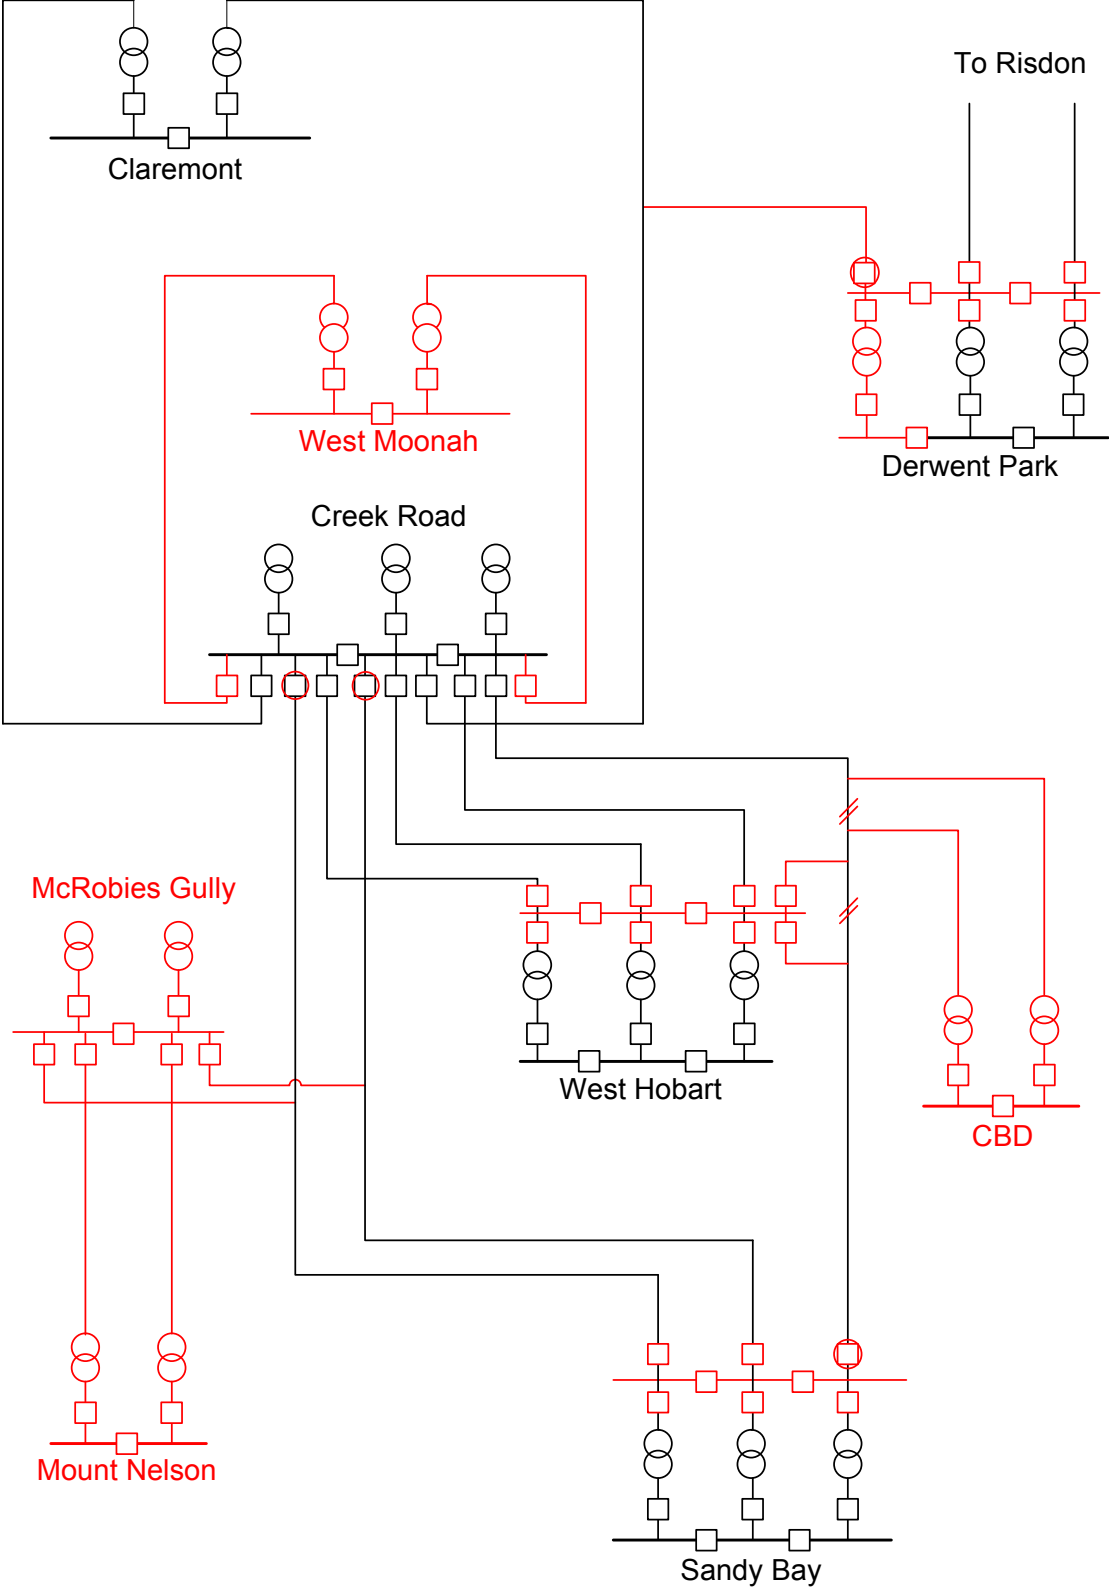 To Risdon
Claremont
West Moonah
Derwent Park
Creek Road
McRobies Gully
West Hobart
CBD
Mount Nelson
Sandy Bay